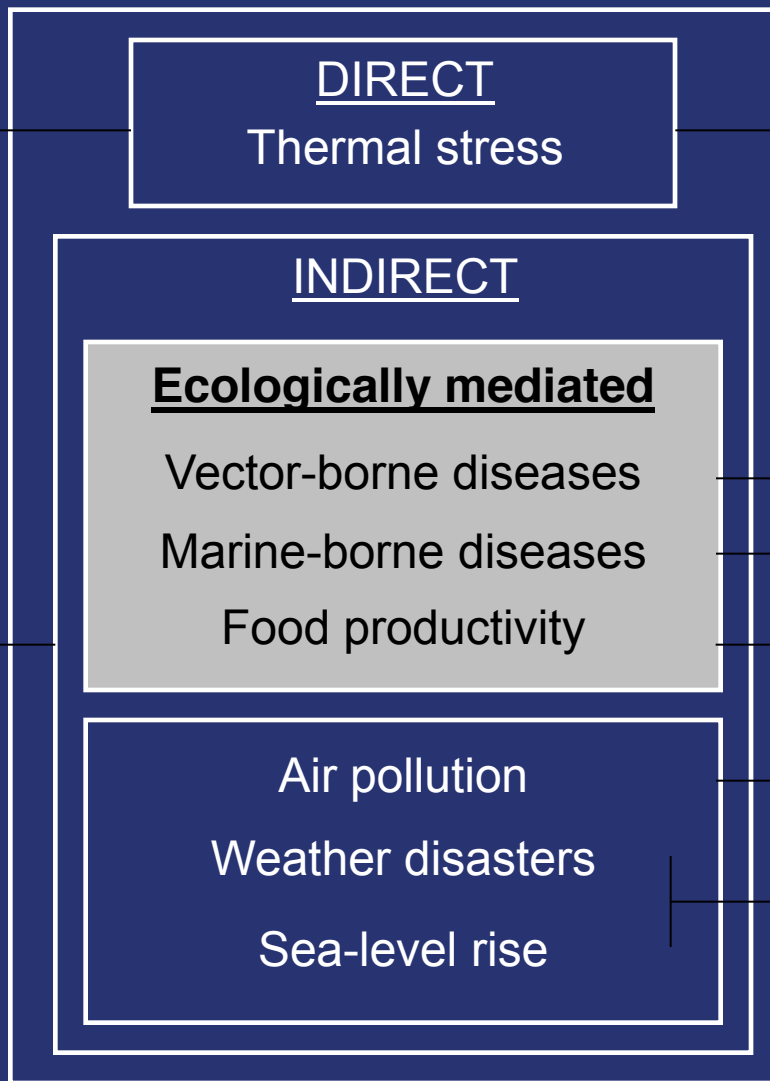 DIRECT
Thermal stress
INDIRECT
Ecologically mediated
Vector-borne diseases
Marine-borne diseases
Food productivity
Air pollution
Weather disasters
Sea-level rise